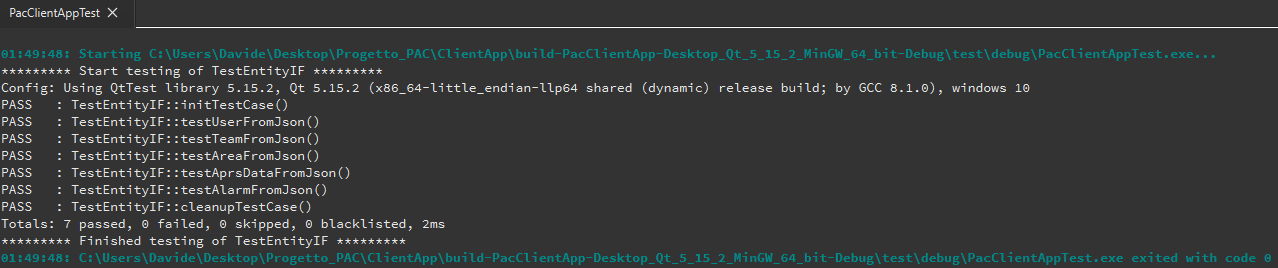 PacClientAppTest ✕
01:49:48: Starting C:\Users\Davide\Desktop\Progetto_PAC\ClientApp\build-PacClientApp-Desktop_Qt_5_15_2_MinGW_64_bit-Debug\test\debug\PacClientAppTest.exe...
********* Start testing of TestEntityIF *********
Config: Using QtTest library 5.15.2, Qt 5.15.2 (x86_64-little_endian-llp64 shared (dynamic) release build; by GCC 8.1.0), windows 10
PASS   : TestEntityIF::initTestCase()
PASS   : TestEntityIF::testUserFromJson()
PASS   : TestEntityIF::testTeamFromJson()
PASS   : TestEntityIF::testAreaFromJson()
PASS   : TestEntityIF::testAprsDataFromJson()
PASS   : TestEntityIF::testAlarmFromJson()
PASS   : TestEntityIF::cleanupTestCase()
Totals: 7 passed, 0 failed, 0 skipped, 0 blacklisted, 2ms
********* Finished testing of TestEntityIF *********
01:49:48: C:\Users\Davide\Desktop\Progetto_PAC\ClientApp\build-PacClientApp-Desktop_Qt_5_15_2_MinGW_64_bit-Debug\test\debug\PacClientAppTest.exe exited with code 0